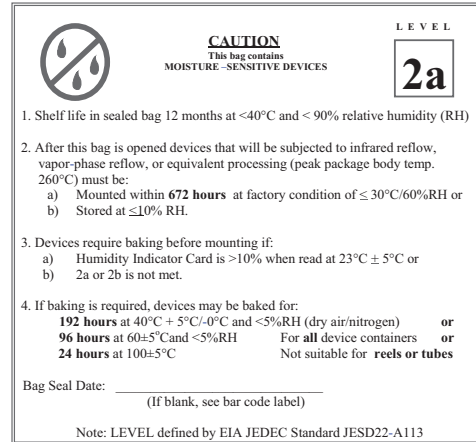 LEVEL
CAUTION
This bag contains
MOISTURE –SENSITIVE DEVICES
2a
1. Shelf life in sealed bag 12 months at <40°C and < 90% relative humidity (RH)
2. After this bag is opened devices that will be subjected to infrared reflow,
vapor-phase reflow, or equivalent processing (peak package body temp.
260°C) must be:
a) Mounted within 672 hours at factory condition of ≤ 30°C/60%RH or
b) Stored at ≤10% RH.
3. Devices require baking before mounting if:
a) Humidity Indicator Card is >10% when read at 23°C ± 5°C or
b) 2a or 2b is not met.
4. If baking is required, devices may be baked for:
192 hours at 40°C + 5°C/-0°C and <5%RH (dry air/nitrogen) or
96 hours at 60±5°Cand <5%RH For all device containers or
24 hours at 100±5°C Not suitable for reels or tubes
Bag Seal Date: ______________________________
(If blank, see bar code label)
Note: LEVEL defined by EIA JEDEC Standard JESD22-A113